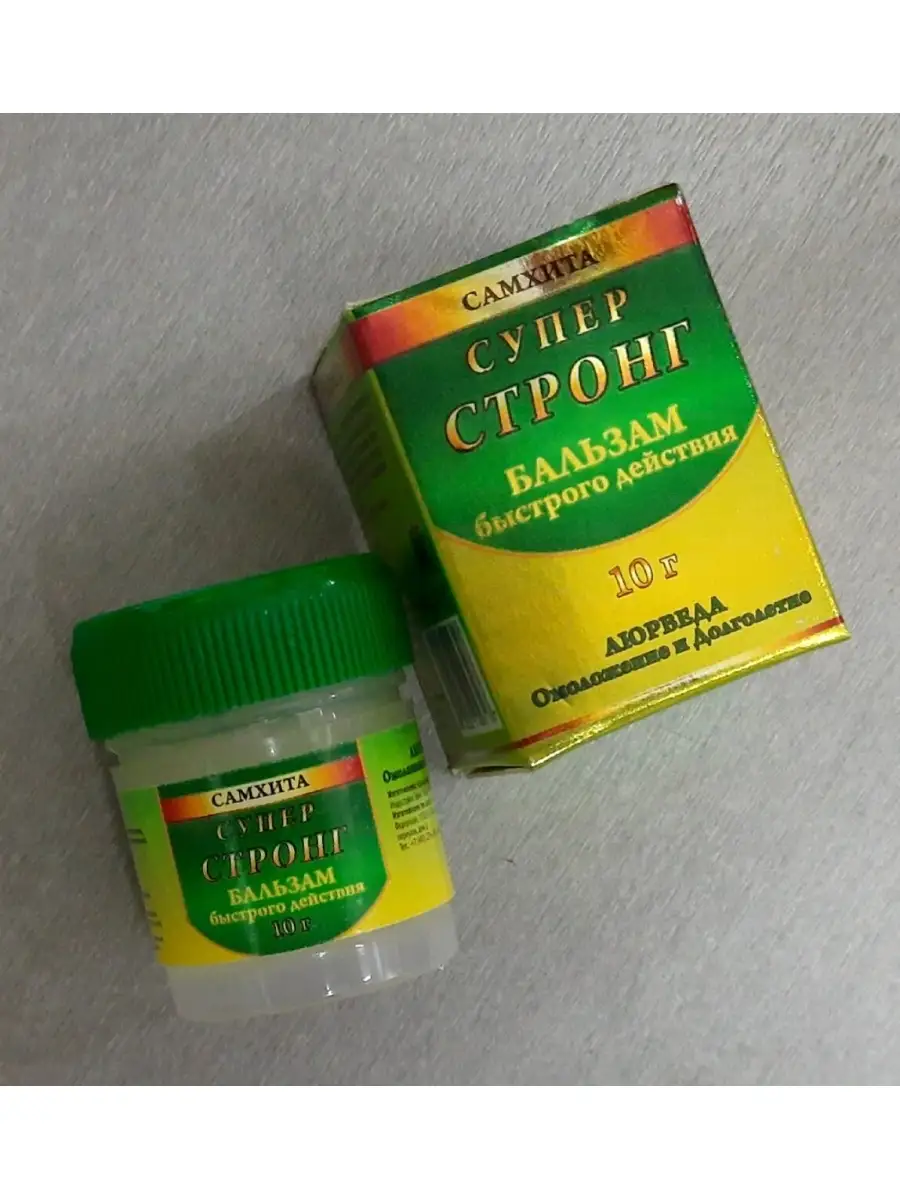 САМХИТА
СУПЕР
СТРОНГ
БАЛЬЗАМ
быстрого действия
10 г
АЮРВЕДА
Омоложение и Долголетие
САМХИТА
СУПЕР
СТРОНГ
БАЛЬЗАМ
быстрого действия
10 г